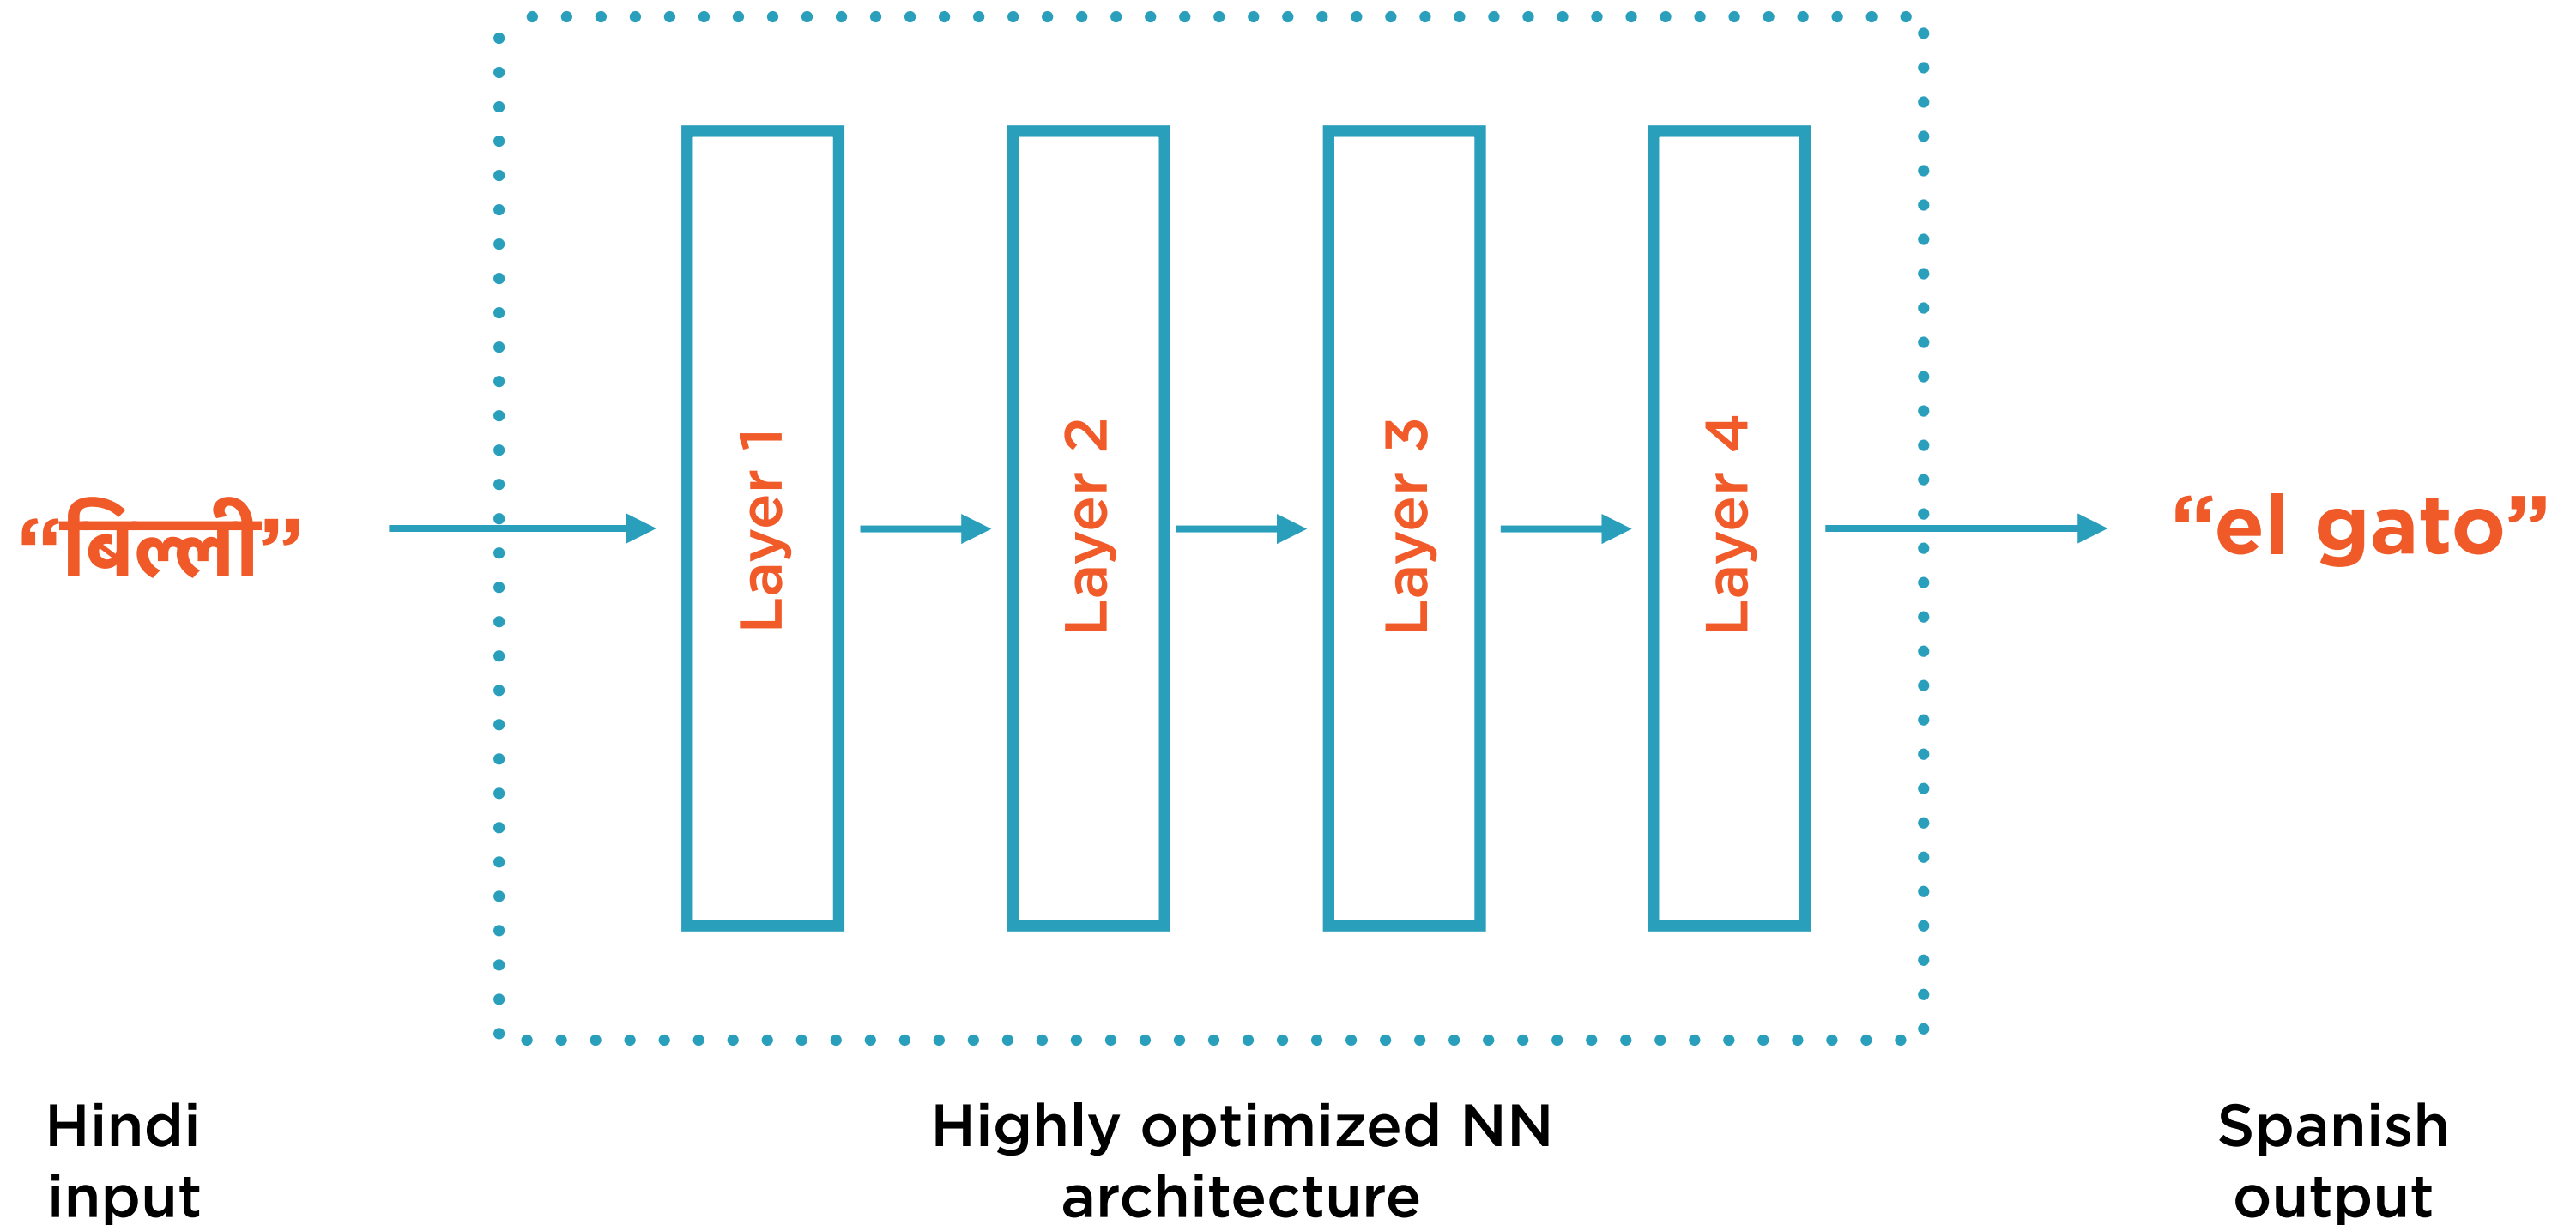 “बिल्ली”
Layer 1
Layer 2
Layer 3
Layer 4
“el gato”
Hindi
input
Highly optimized NN
architecture
Spanish
output